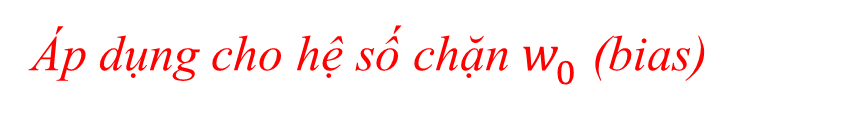 Áp dụng cho hệ số chặn w₀ (bias)